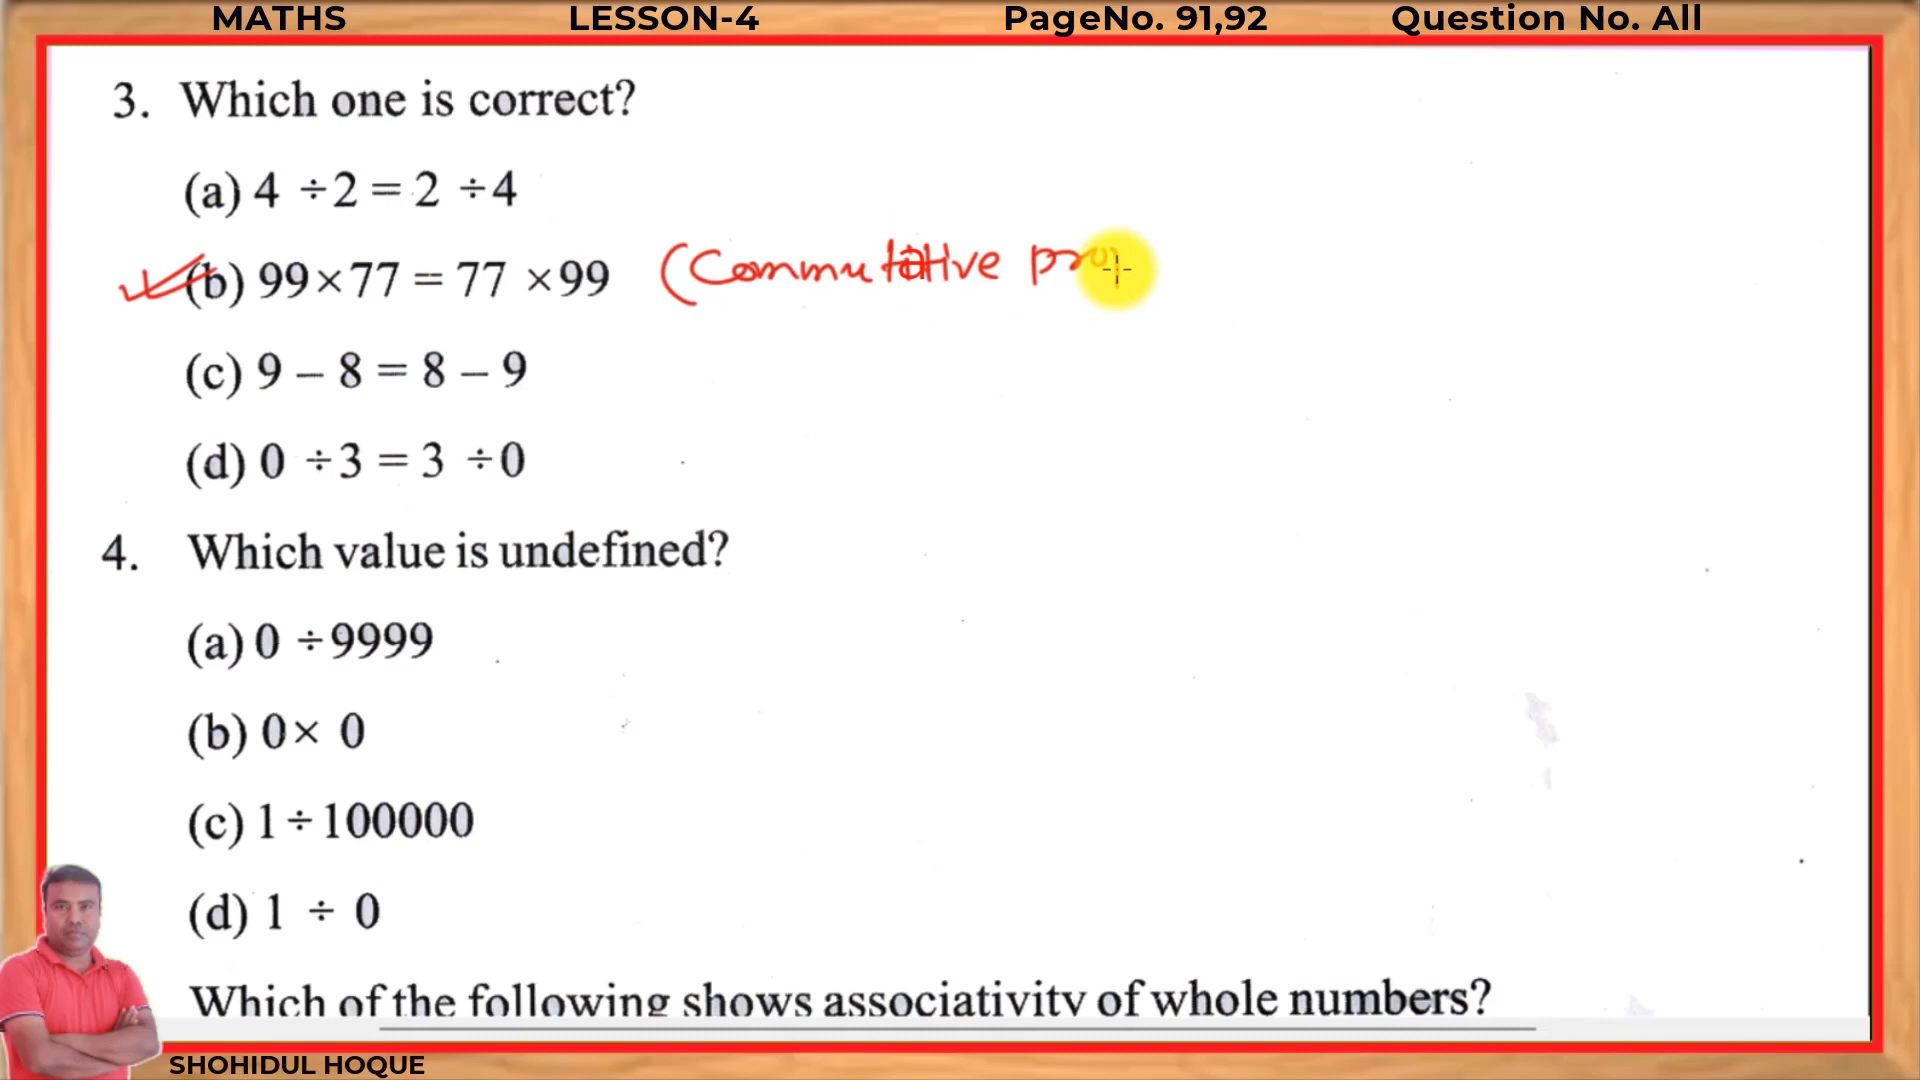 MATHS LESSON-4 PageNo. 91,92 Question No. All
3. Which one is correct?
(a) 4 ÷ 2 = 2 ÷ 4
(b) 99 × 77 = 77 × 99 (Commutative pro
(c) 9 – 8 = 8 – 9
(d) 0 ÷ 3 = 3 ÷ 0
4. Which value is undefined?
(a) 0 ÷ 9999
(b) 0 × 0
(c) 1 ÷ 100000
(d) 1 ÷ 0
Which of the following shows associativity of whole numbers?
SHOHIDUL HOQUE